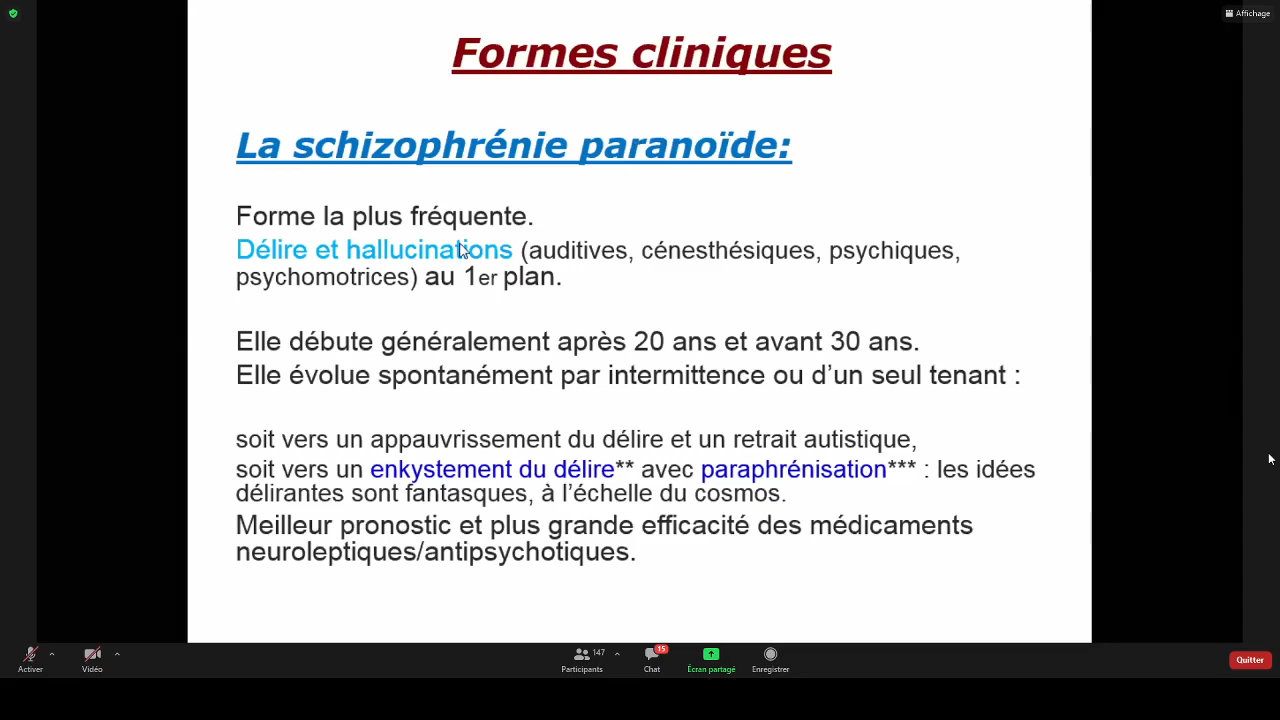 Affichage
Formes cliniques
La schizophrénie paranoïde:
Forme la plus fréquente.
Délire et hallucinations (auditives, cénesthésiques, psychiques,
psychomotrices) au 1er plan.
Elle débute généralement après 20 ans et avant 30 ans.
Elle évolue spontanément par intermittence ou d’un seul tenant :
soit vers un appauvrissement du délire et un retrait autistique,
soit vers un enkystement du délire** avec paraphrénisation*** : les idées
délirantes sont fantasques, à l’échelle du cosmos.
Meilleur pronostic et plus grande efficacité des médicaments
neuroleptiques/antipsychotiques.
147
15
Activer
Vidéo
Participants
Chat
Écran partagé
Enregistrer
Quitter